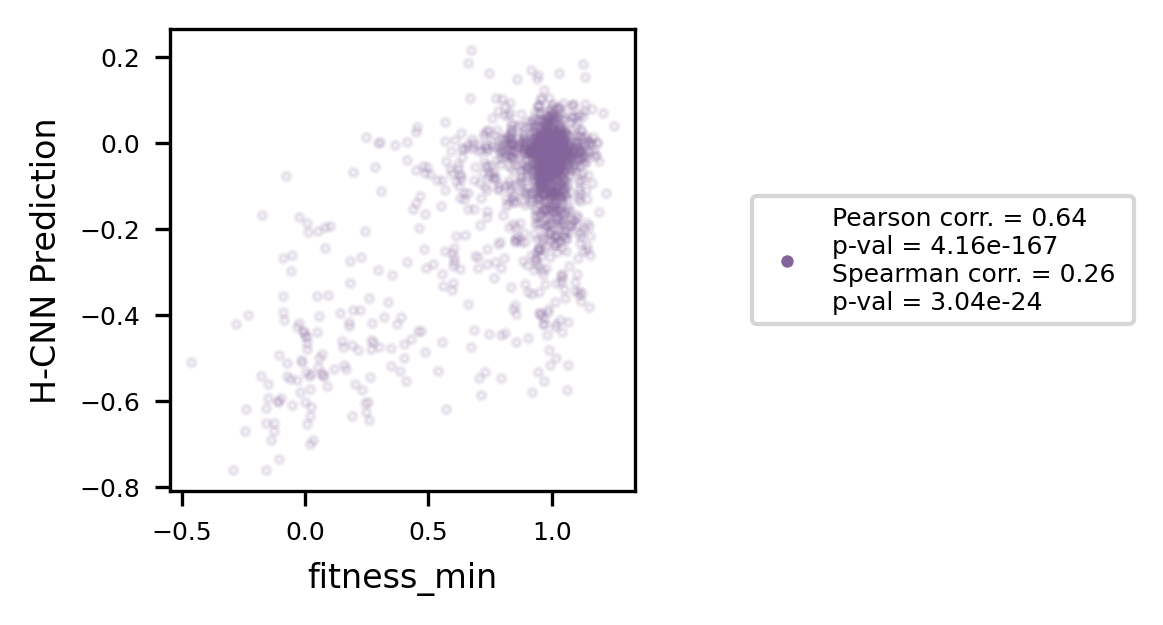 0.2
0.0
−0.2
−0.4
−0.6
−0.8
H-CNN Prediction
−0.5
0.0
0.5
1.0
fitness_min
Pearson corr. = 0.64
p-val = 4.16e-167
Spearman corr. = 0.26
p-val = 3.04e-24